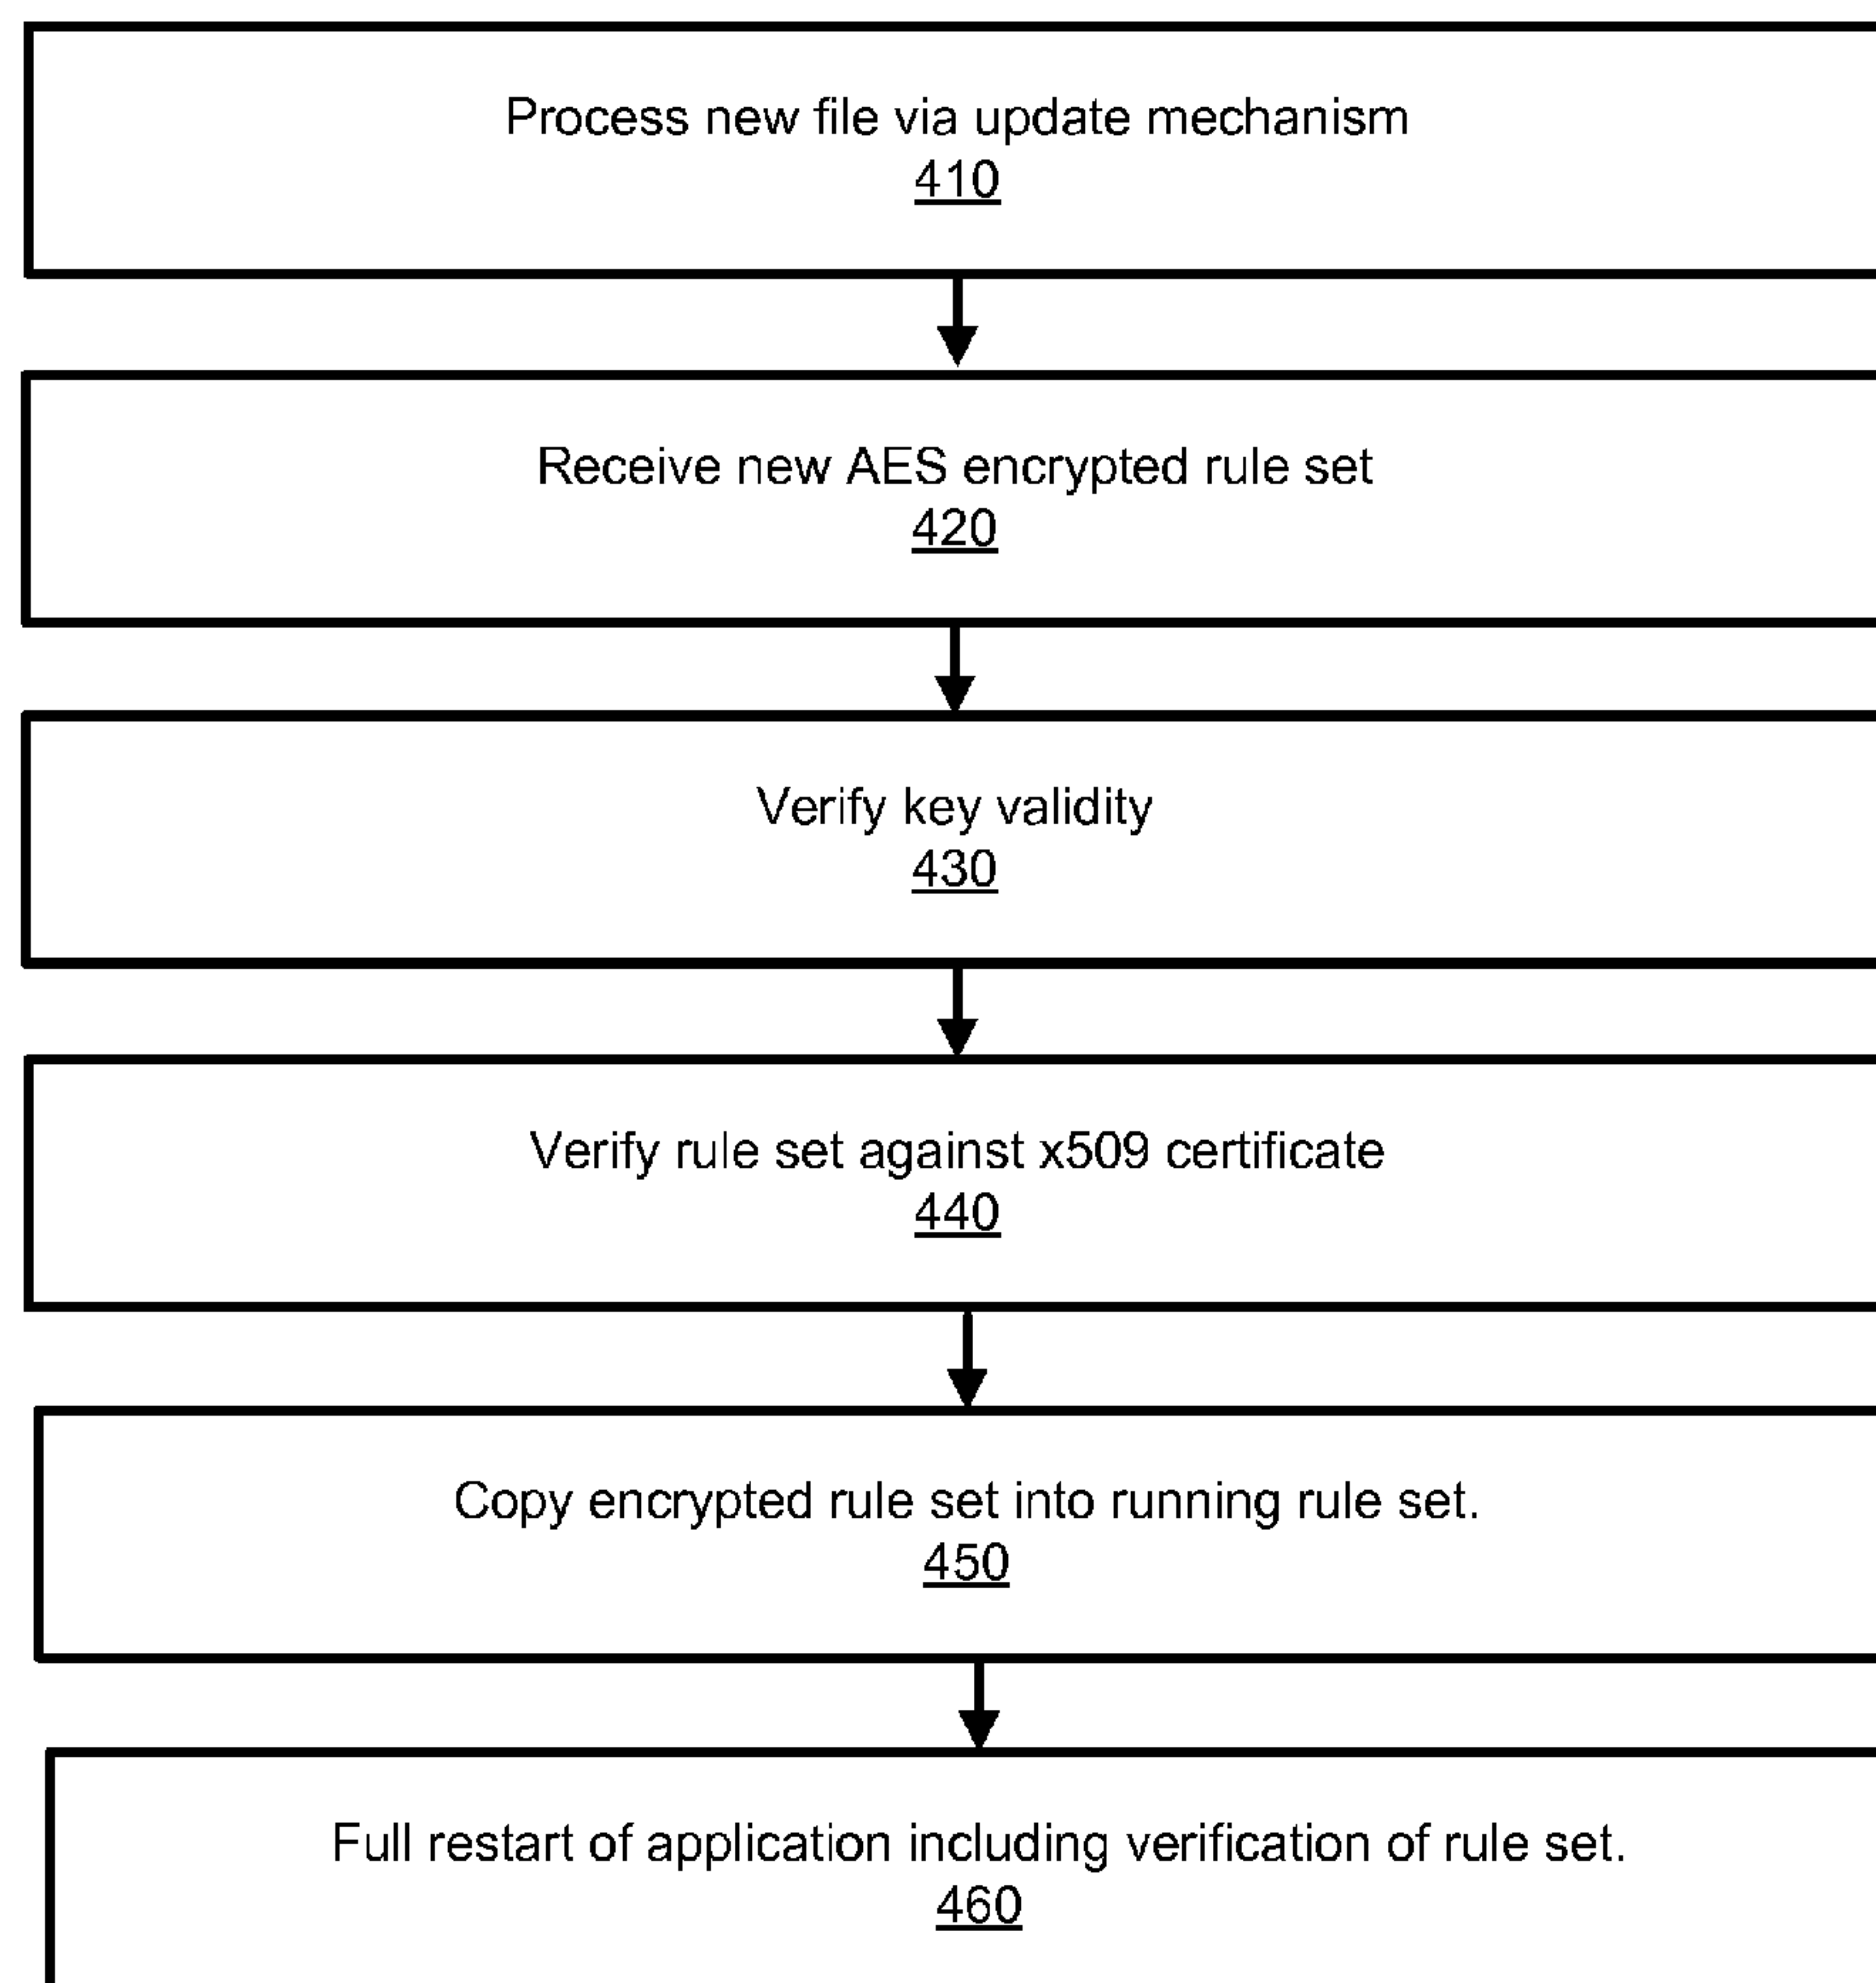 Process new file via update mechanism
410
Receive new AES encrypted rule set
420
Verify key validity
430
Verify rule set against x509 certificate
440
Copy encrypted rule set into running rule set.
450
Full restart of application including verification of rule set.
460